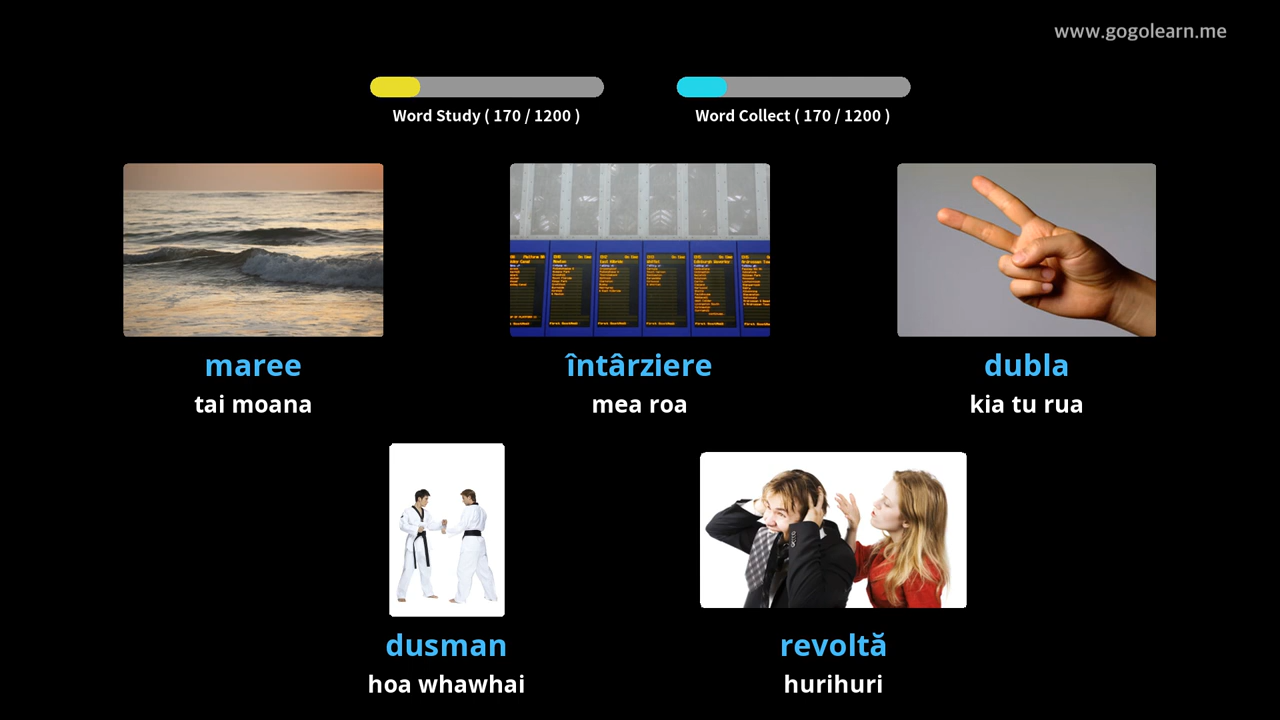 www.gogolearn.me
Word Study ( 170 / 1200 )
Word Collect ( 170 / 1200 )
maree
tai moana
întârziere
mea roa
dubla
kia tu rua
dusman
hoa whawhai
revoltă
hurihuri